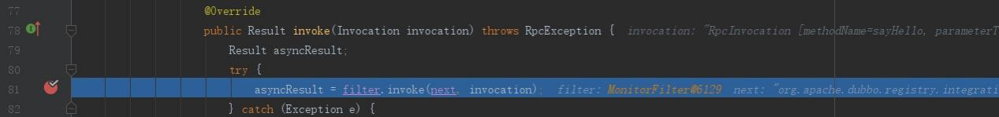 77 @Override
78 public Result invoke(Invocation invocation) throws RpcException { invocation: "RpcInvocation [methodName=sayHello, parameterT
79 Result asyncResult;
80 try {
81 asyncResult = filter.invoke(next, invocation); filter: MonitorFilter@6129 next: "org.apache.dubbo.registry.integrati
82 } catch (Exception e) {